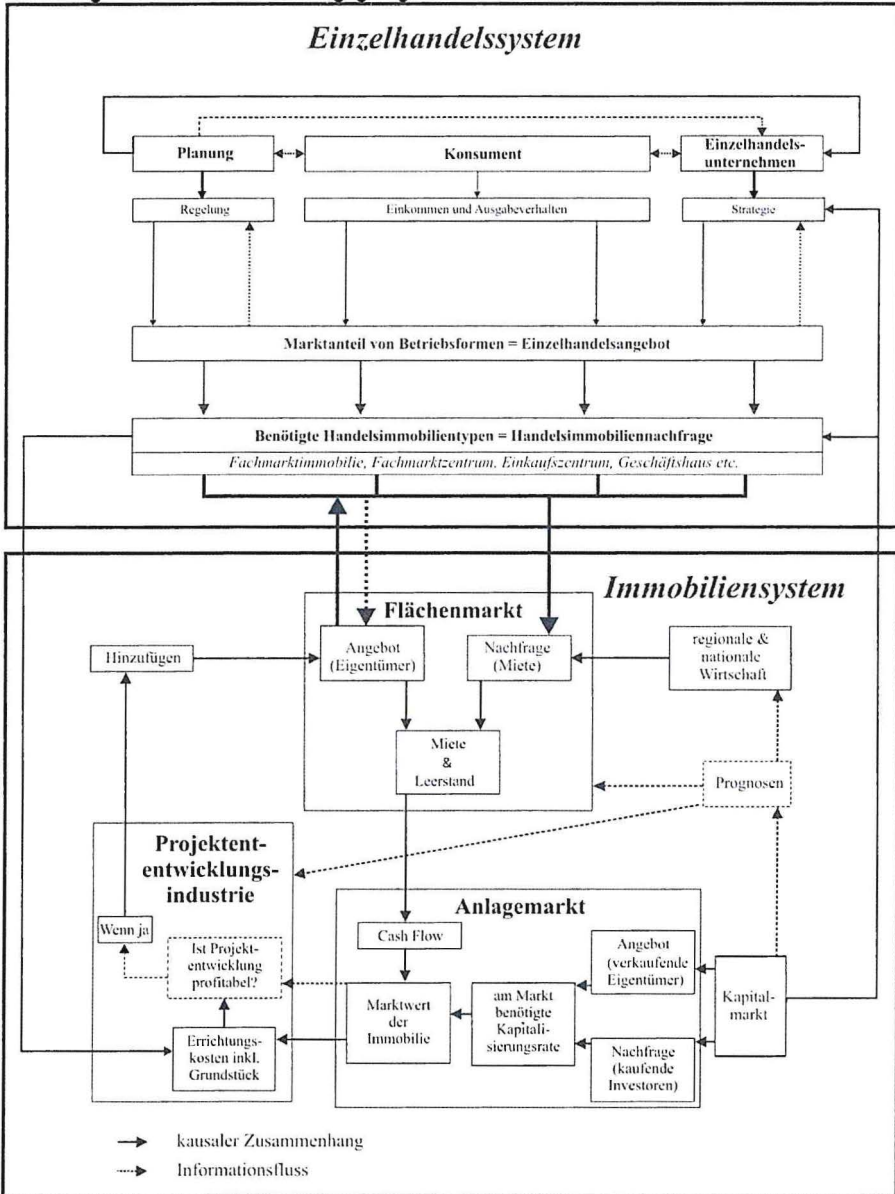 Einzelhandelssystem
Planung
Konsument
Einzelhandels-
unternehmen
Regelung
Einkommen und Ausgabeverhalten
Strategie
Marktanteil von Betriebsformen = Einzelhandelsangebot
Benötigte Handelsimmobilientypen = Handelsimmobiliennachfrage
Fachmarktimmobilie, Fachmarktzentrum, Einkaufszentrum, Geschäftshaus etc.
Immobiliensystem
Flächenmarkt
Hinzufügen
Angebot
(Eigentümer)
Nachfrage
(Miete)
regionale &
nationale
Wirtschaft
Miete
&
Leerstand
Prognosen
Projektent-
entwicklungs-
industrie
Anlagemarkt
Wenn ja
Ist Projekt-
entwicklung
profitabel?
Cash Flow
Angebot
(verkaufende
Eigentümer)
Marktwert
der
Immobilie
am Markt
benötigte
Kapitali-
sierungsrate
Kapital-
markt
Errichtungs-
kosten inkl.
Grundstück
Nachfrage
(kaufende
Investoren)
kausaler Zusammenhang
Informationsfluss